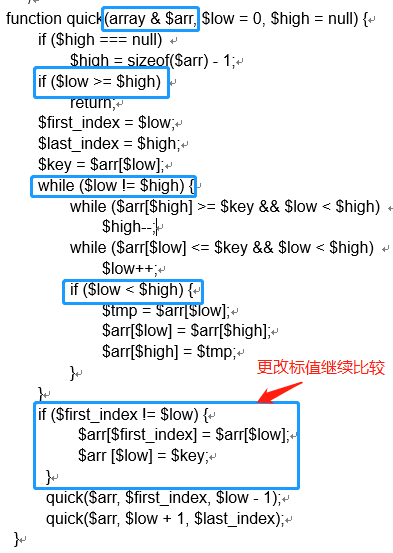 function quick(array & $arr, $low = 0, $high = null) {
if ($high === null)
$high = sizeof($arr) - 1;
if ($low >= $high)
return;
$first_index = $low;
$last_index = $high;
$key = $arr[$low];
while ($low != $high) {
while ($arr[$high] >= $key && $low < $high)
$high--;
while ($arr[$low] <= $key && $low < $high)
$low++;
if ($low < $high) {
$tmp = $arr[$low];
$arr[$low] = $arr[$high];
$arr[$high] = $tmp;
}
更改标值继续比较
}
if ($first_index != $low) {
$arr[$first_index] = $arr[$low];
$arr [$low] = $key;
}
quick($arr, $first_index, $low - 1);
quick($arr, $low + 1, $last_index);
}